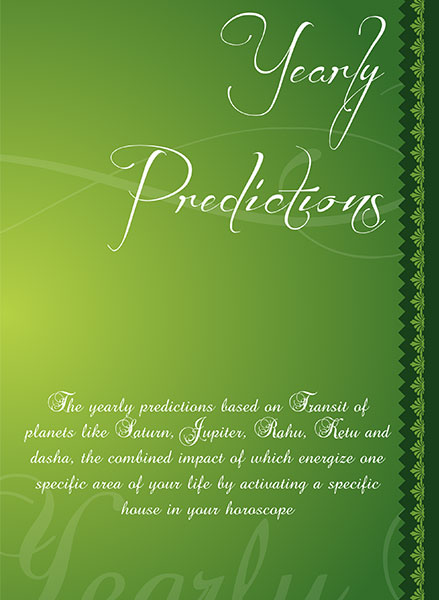 Yearly
Predictions
The yearly predictions based on Transit of
planets like Saturn, Jupiter, Rahu, Ketu and
dasha, the combined impact of which energize one
specific area of your life by activating a specific
house in your horoscope
Yearly